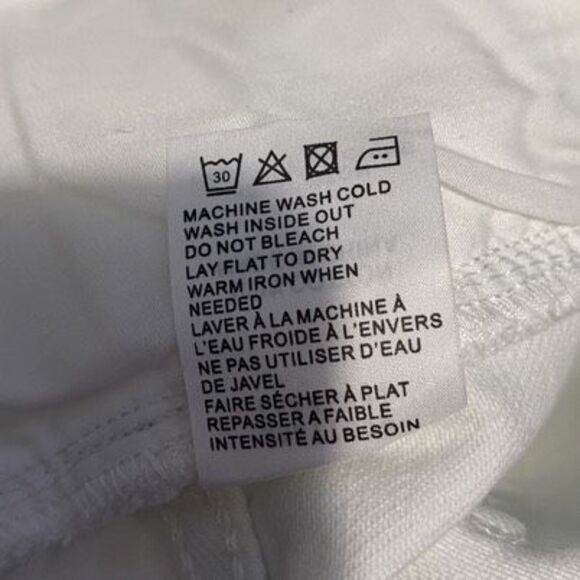 30
MACHINE WASH COLD
WASH INSIDE OUT
DO NOT BLEACH
LAY FLAT TO DRY
WARM IRON WHEN
NEEDED
LAVER À LA MACHINE À
L'EAU FROIDE À L'ENVERS
NE PAS UTILISER D'EAU
DE JAVEL
FAIRE SÉCHER À PLAT
REPASSER A FAIBLE
INTENSITÉ AU BESOIN